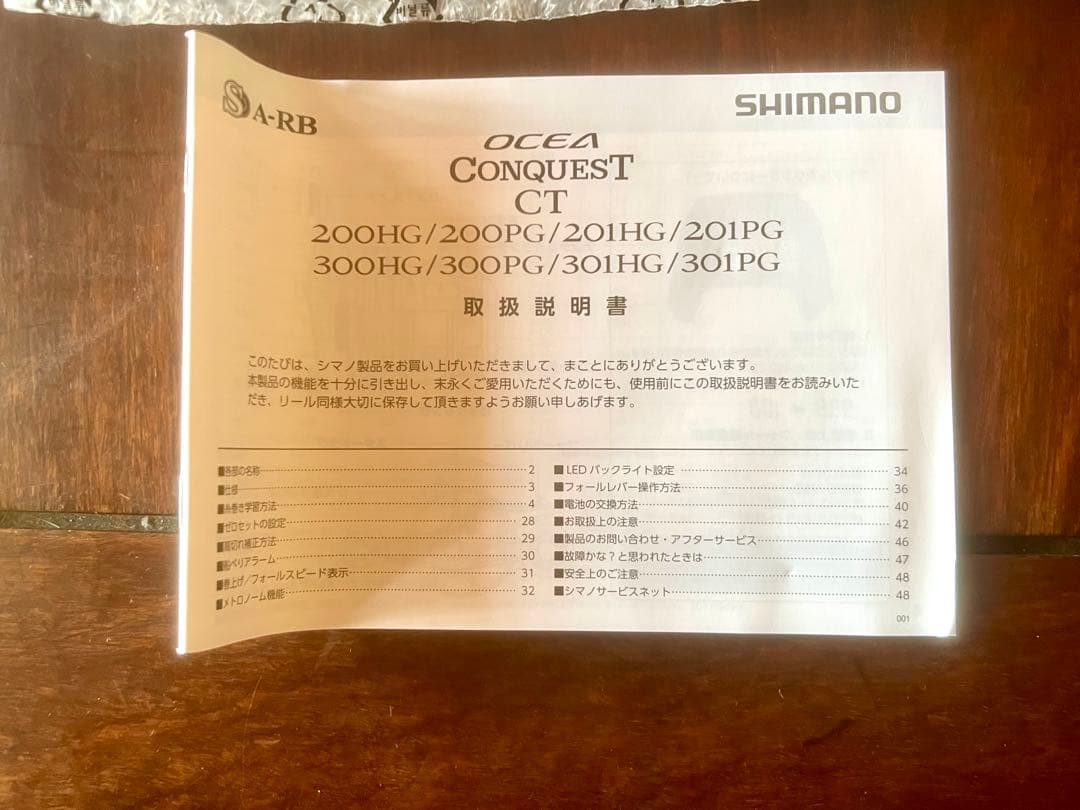 비닐류
S A-RB
SHIMANO
OCEA
CONQUEST
CT
200HG/200PG/201HG/201PG
300HG/300PG/301HG/301PG
取扱説明書
このたびは、シマノ製品をお買い上げいただきまして、まことにありがとうございます。
本製品の機能を十分に引き出し、末永くご愛用いただくためにも、使用前にこの取扱説明書をお読みいた
だき、リール同様大切に保存して頂きますようお願い申しあげます。
■各部の名称 2
■仕様 3
■糸巻き学習方法 4
■ゼロセットの設定 28
■高切れ補正方法 29
■船べりアラーム 30
■巻上げ/フォールスピード表示 31
■メトロノーム機能 32
■LEDバックライト設定 34
■フォールレバー操作方法 36
■電池の交換方法 40
■お取扱上の注意 42
■製品のお問い合わせ・アフターサービス 46
■故障かな?と思われたときは 47
■安全上のご注意 48
■シマノサービスネット 48
001